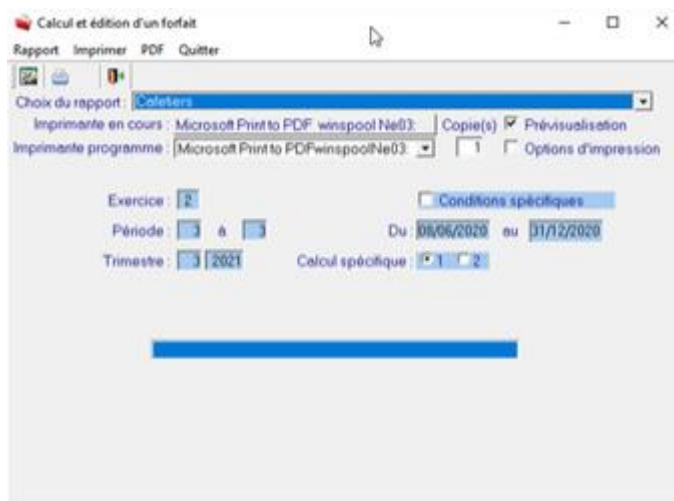 Calcul et édition d'un forfait
Rapport Imprimer PDF Quitter
Choix du rapport : Cafetiers
Imprimante en cours : Microsoft Print to PDF winspool Ne03: Copie(s) Prévisualisation
Imprimante programme : Microsoft Print to PDFwinspoolNe03: 1 Options d'impression
Exercice : 2 Conditions spécifiques
Période : 3 à 3 Du : 08/06/2020 au 31/12/2020
Trimestre : 3 2021 Calcul spécifique : 1 2